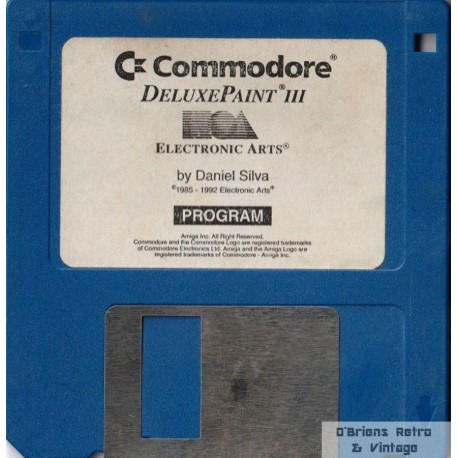 Commodore®
DELUXEPAINT® III
ELECTRONIC ARTS®
by Daniel Silva
©1985 - 1992 Electronic Arts®
PROGRAM
Amiga Inc. All Right Reserved.
Commodore and the Commodore Logo are registered trademarks
of Commodore Electronics Ltd. Amiga and the Amiga Logo are
registered trademarks of Commodore - Amiga Inc.
O'Briens Retro
& Vintage